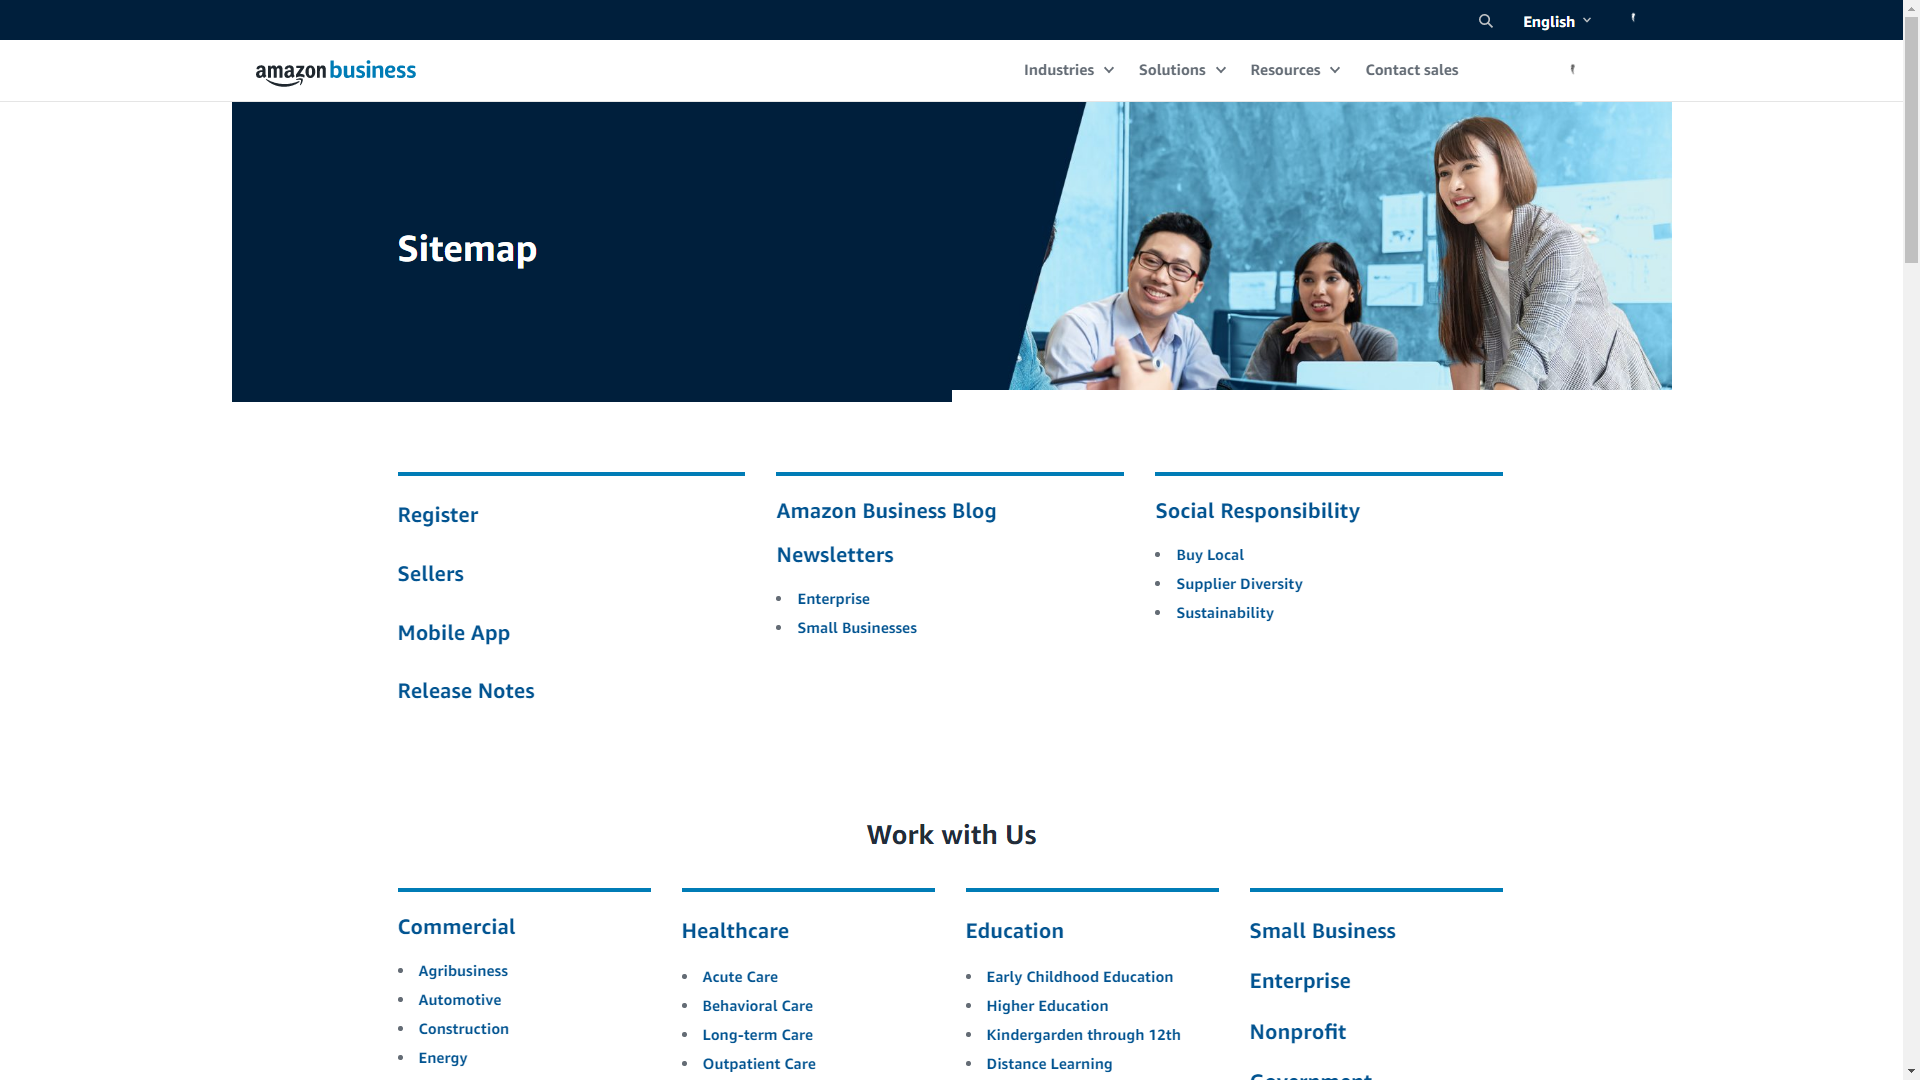 English
amazon business
Industries
Solutions
Resources
Contact sales
Sitemap
Register
Sellers
Mobile App
Release Notes
Amazon Business Blog
Newsletters
Enterprise
Small Businesses
Social Responsibility
Buy Local
Supplier Diversity
Sustainability
Work with Us
Commercial
Agribusiness
Automotive
Construction
Energy
Healthcare
Acute Care
Behavioral Care
Long-term Care
Outpatient Care
Education
Early Childhood Education
Higher Education
Kindergarden through 12th
Distance Learning
Small Business
Enterprise
Nonprofit
Government